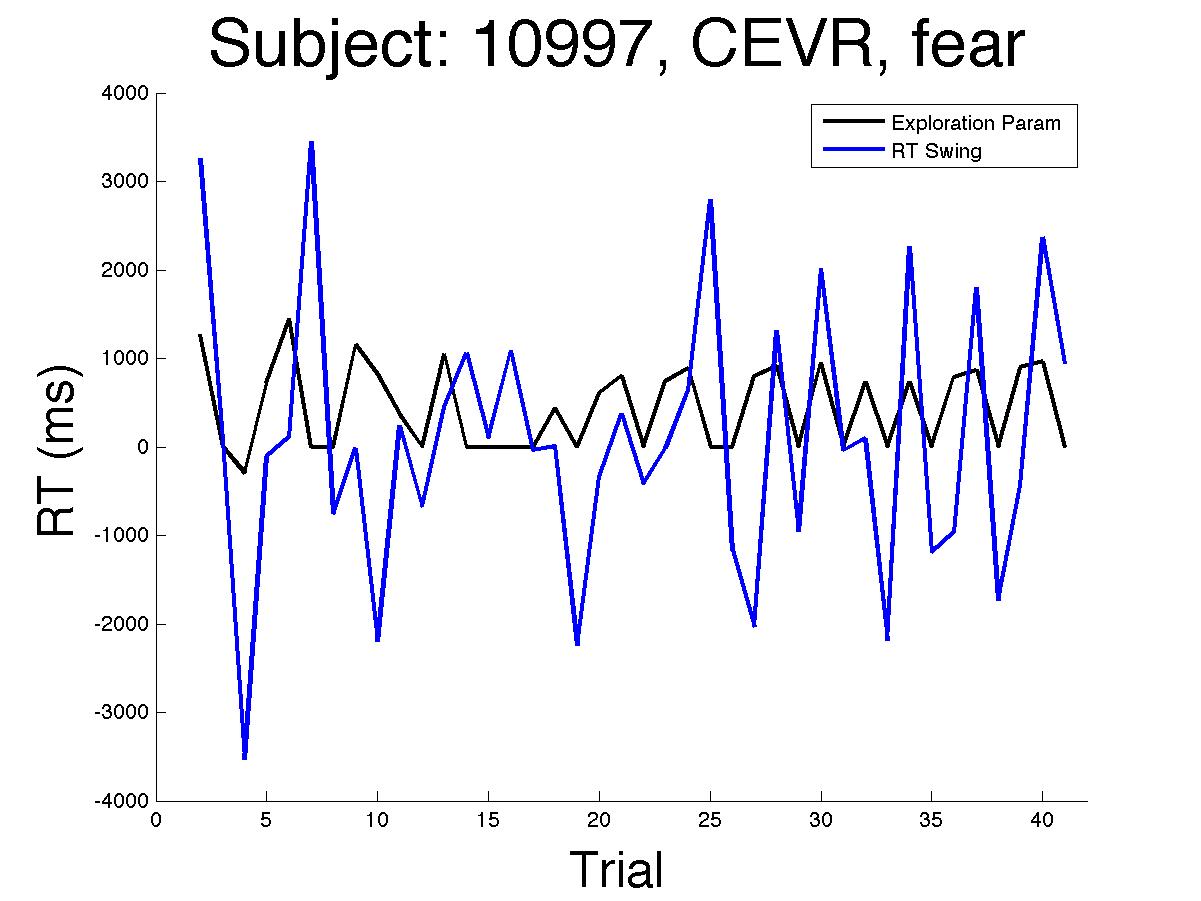 Subject: 10997, CEVR, fear
Exploration Param
RT Swing
RT (ms)
4000
3000
2000
1000
0
-1000
-2000
-3000
-4000
0 5 10 15 20 25 30 35 40
Trial